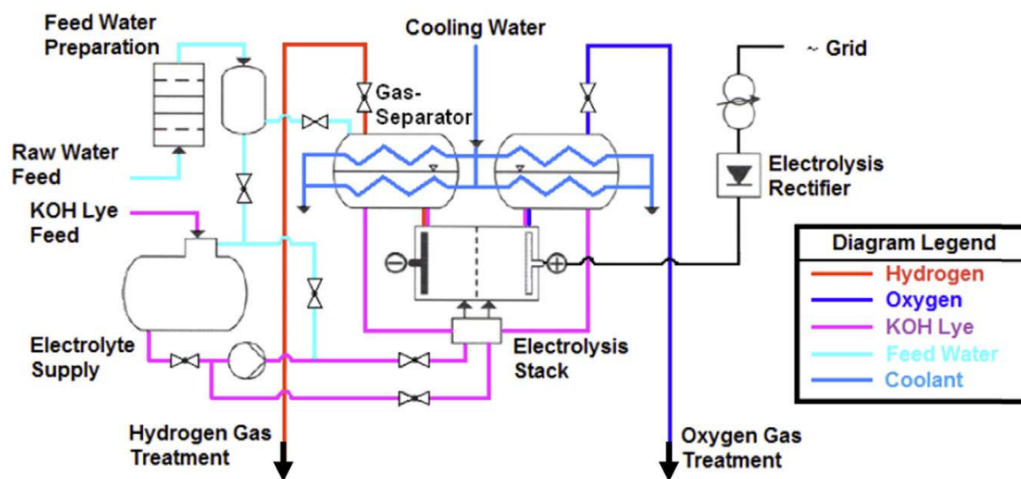 Feed Water
Preparation
Cooling Water
~ Grid
Gas-
Separator
Raw Water
Feed
Electrolysis
Rectifier
KOH Lye
Feed
Diagram Legend
Hydrogen
Oxygen
KOH Lye
Feed Water
Coolant
Electrolyte
Supply
Electrolysis
Stack
Hydrogen Gas
Treatment
Oxygen Gas
Treatment